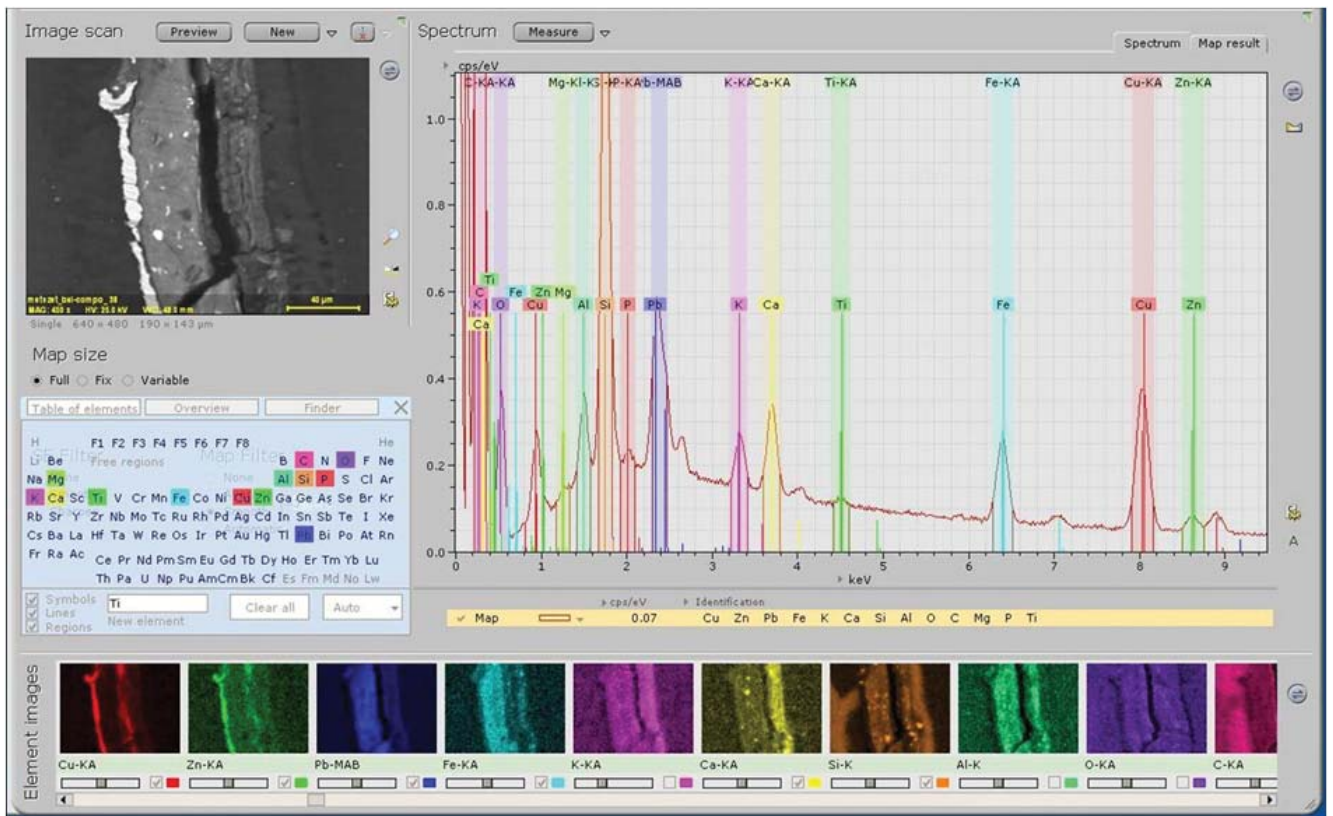 Image scan
Preview
New
Spectrum
Measure
Spectrum
Map result
cps/eV
Mg-K
P-KA
Pb-MAB
K-KA
Ca-KA
Ti-KA
Fe-KA
Cu-KA
Zn-KA
1.0
0.8
0.6
0.4
0.2
0.0
Ti
C
Fe
Zn
Mg
K
O
Cu
Al
Si
P
Pb
K
Ca
Ti
Fe
Cu
Zn
Ca
0 1 2 3 4 5 6 7 8 9
keV
40 µm
Single 640 x 480 190 x 143 µm
Map size
Full Fix Variable
Table of elements Overview Finder
H F1 F2 F3 F4 F5 F6 F7 F8 He
Free regions
Map Filter
Li Be B C N O F Ne
Na Mg Al Si P S Cl Ar
K Ca Sc Ti V Cr Mn Fe Co Ni Cu Zn Ga Ge As Se Br Kr
Rb Sr Y Zr Nb Mo Tc Ru Rh Pd Ag Cd In Sn Sb Te I Xe
Cs Ba La Hf Ta W Re Os Ir Pt Au Hg Tl Pb Bi Po At Rn
Fr Ra Ac Ce Pr Nd Pm Sm Eu Gd Tb Dy Ho Er Tm Yb Lu
Th Pa U Np Pu Am Cm Bk Cf Es Fm Md No Lw
Symbols
Lines
Regions
Ti
New element
Clear all
Auto
cps/eV Identification
Map 0.07 Cu Zn Pb Fe K Ca Si Al O C Mg P Ti
A
Element images
Cu-KA Zn-KA Pb-MAB Fe-KA K-KA Ca-KA Si-K Al-K O-KA C-KA